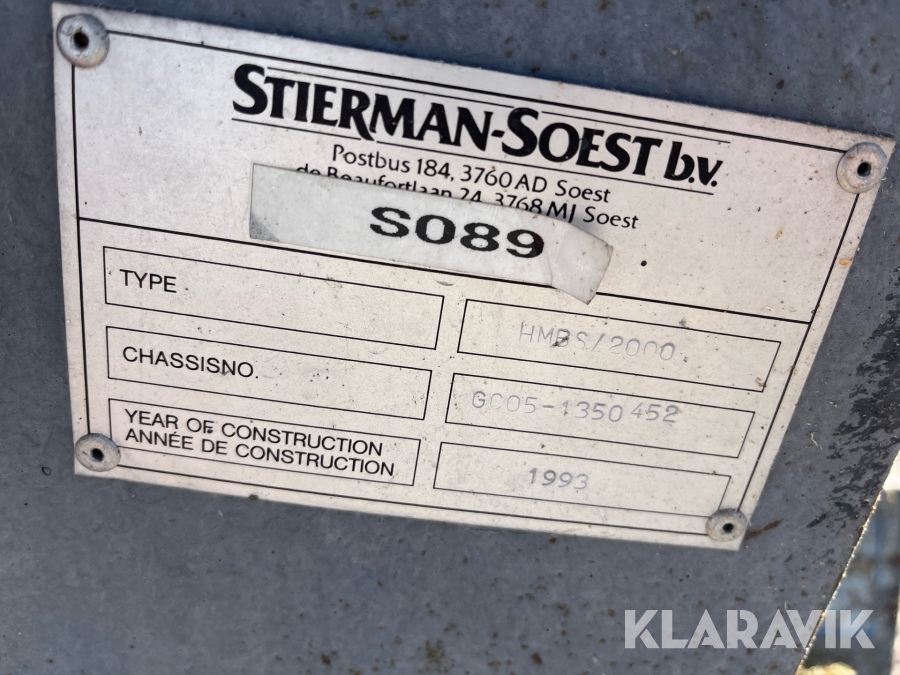 STIERMAN-SOEST b.v.
Postbus 184, 3760 AD Soest
de Beaufortlaan 24, 3768 MJ Soest
S089
TYPE
HMBS/2000
CHASSISNO.
GC05-1350452
YEAR OF CONSTRUCTION
ANNÉE DE CONSTRUCTION
1993
KLARAVIK